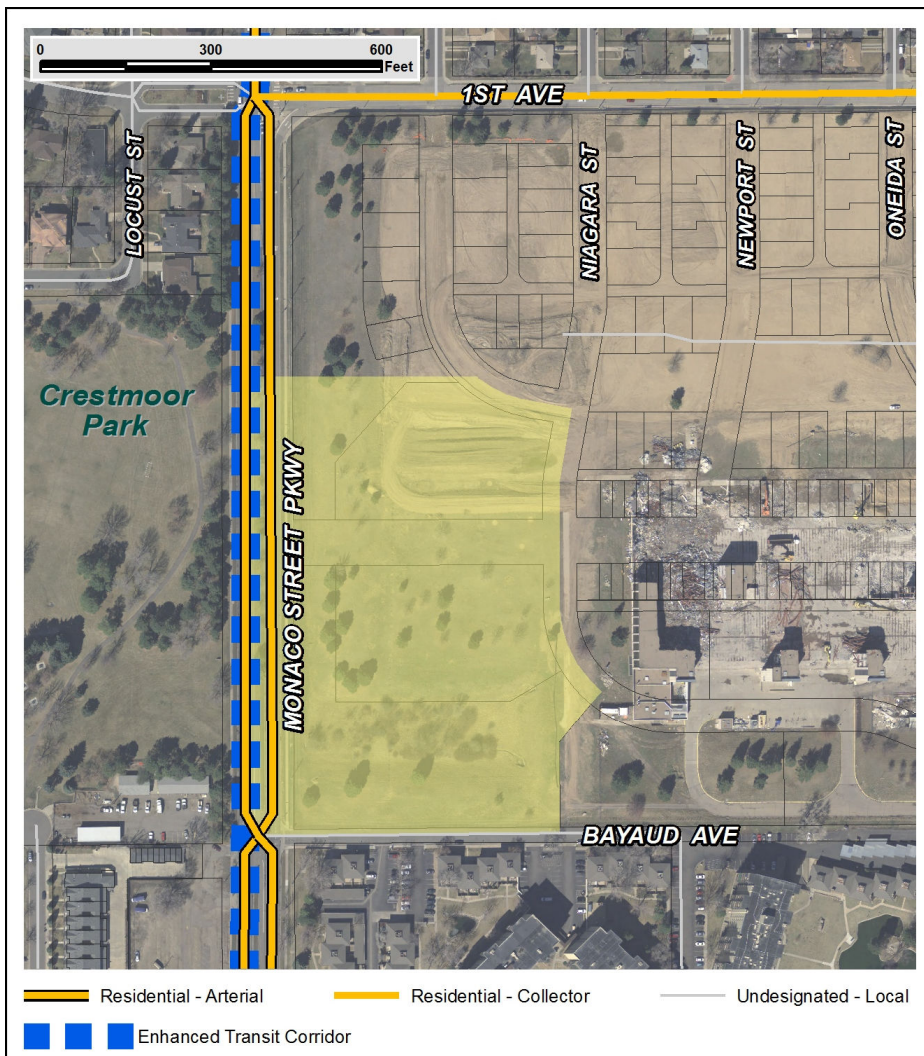 0 300 600
Feet
1ST AVE
LOCUST ST
NIAGARA ST
NEWPORT ST
ONEIDA ST
Crestmoor
Park
MONACO STREET PKWY
BAYAUD AVE
Residential - Arterial
Residential - Collector
Undesignated - Local
Enhanced Transit Corridor